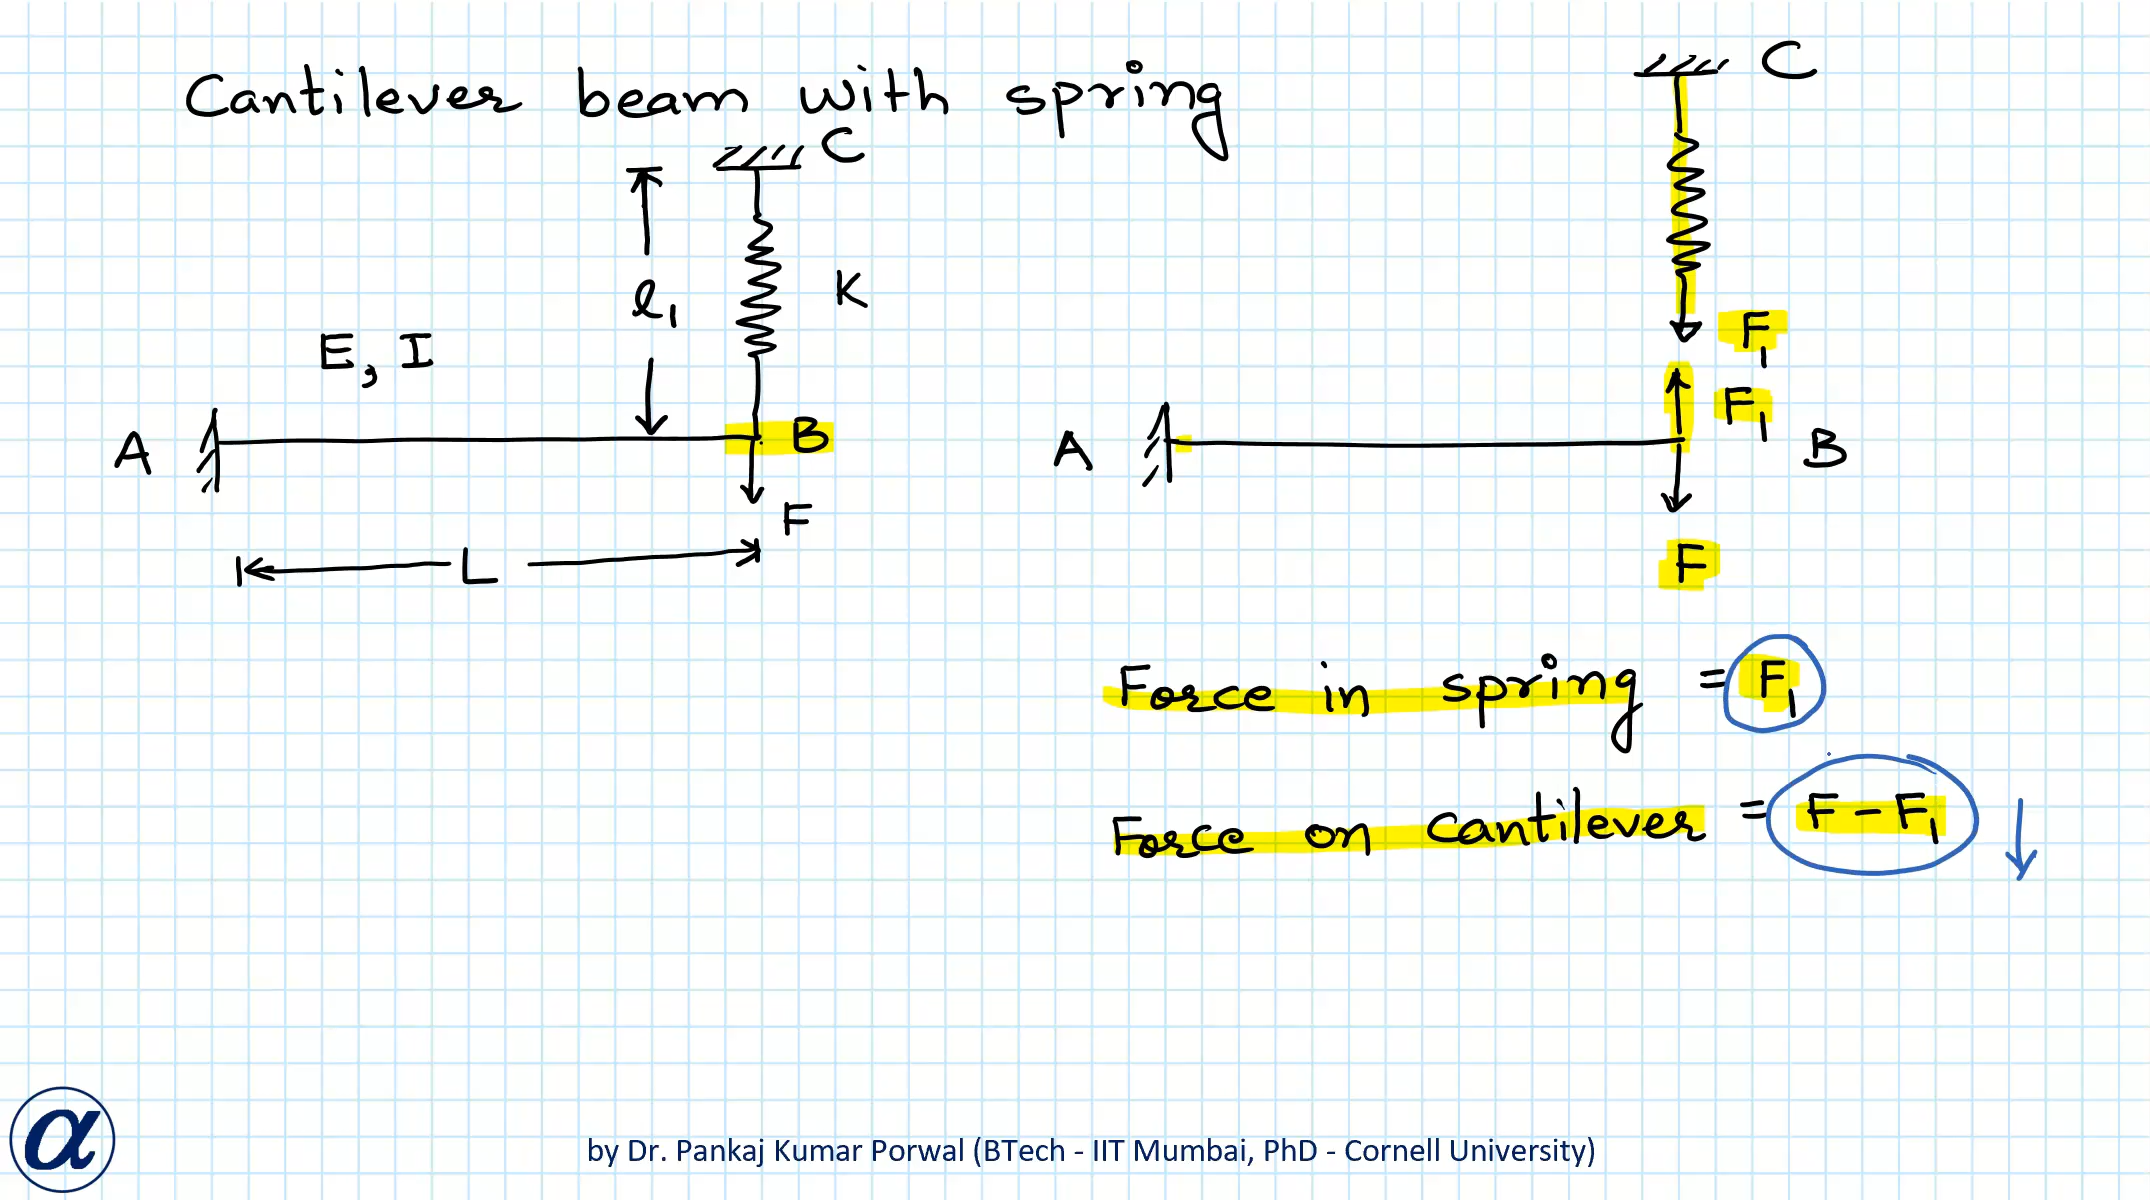 Cantilever beam with spring
C
C
l1
K
F1
E, I
F1
A
B
A
B
F
F
L
Force in spring = F1
Force on cantilever = F - F1
α
by Dr. Pankaj Kumar Porwal (BTech - IIT Mumbai, PhD - Cornell University)